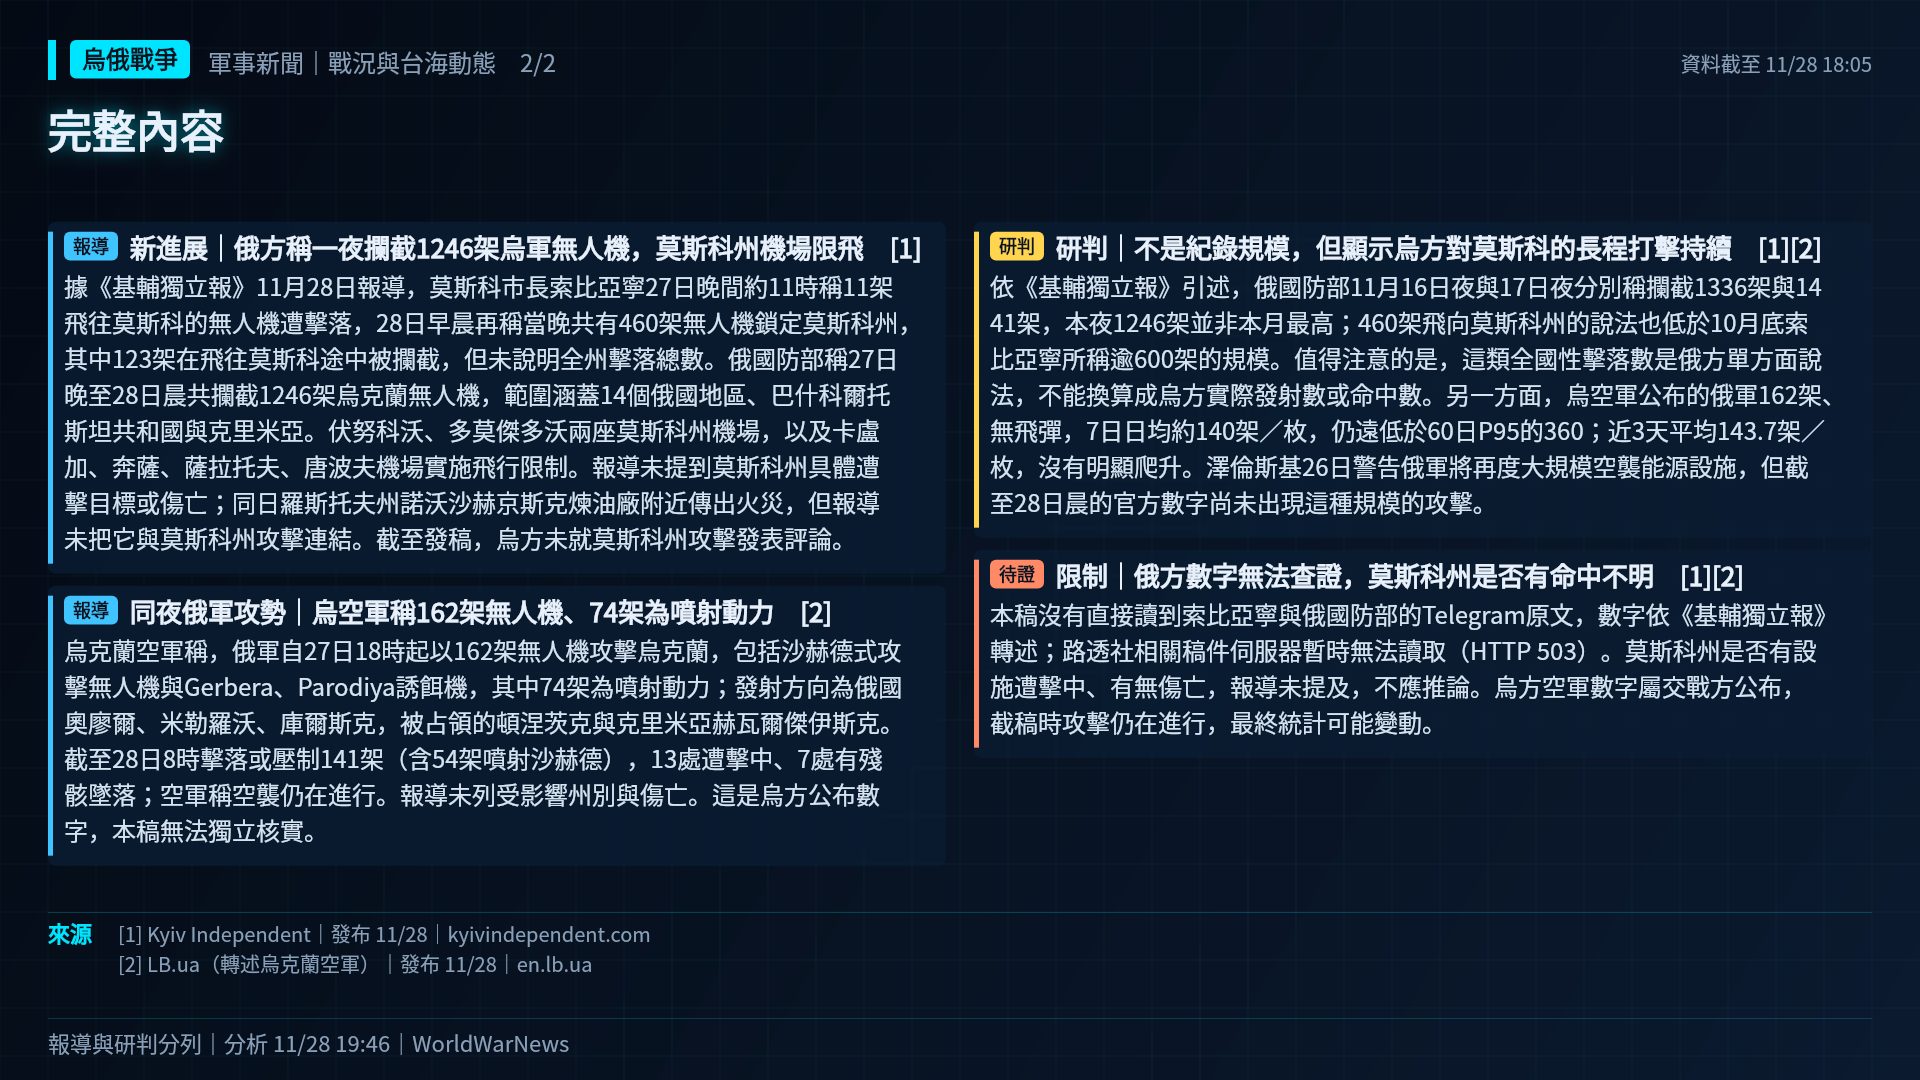 烏俄戰爭 軍事新聞｜戰況與台海動態 2/2
資料截至 11/28 18:05
完整內容
報導 新進展｜俄方稱一夜攔截1246架烏軍無人機，莫斯科州機場限飛 [1]
據《基輔獨立報》11月28日報導，莫斯科市長索比亞寧27日晚間約11時稱11架
飛往莫斯科的無人機遭擊落，28日早晨再稱當晚共有460架無人機鎖定莫斯科州，
其中123架在飛往莫斯科途中被攔截，但未說明全州擊落總數。俄國防部稱27日
晚至28日晨共攔截1246架烏克蘭無人機，範圍涵蓋14個俄國地區、巴什科爾托
斯坦共和國與克里米亞。伏努科沃、多莫傑多沃兩座莫斯科州機場，以及卡盧
加、奔薩、薩拉托夫、唐波夫機場實施飛行限制。報導未提到莫斯科州具體遭
擊目標或傷亡；同日羅斯托夫州諾沃沙赫京斯克煉油廠附近傳出火災，但報導
未把它與莫斯科州攻擊連結。截至發稿，烏方未就莫斯科州攻擊發表評論。
報導 同夜俄軍攻勢｜烏空軍稱162架無人機、74架為噴射動力 [2]
烏克蘭空軍稱，俄軍自27日18時起以162架無人機攻擊烏克蘭，包括沙赫德式攻
擊無人機與Gerbera、Parodiya誘餌機，其中74架為噴射動力；發射方向為俄國
奧廖爾、米勒羅沃、庫爾斯克，被占領的頓涅茨克與克里米亞赫瓦爾傑伊斯克。
截至28日8時擊落或壓制141架（含54架噴射沙赫德），13處遭擊中、7處有殘
骸墜落；空軍稱空襲仍在進行。報導未列受影響州別與傷亡。這是烏方公布數
字，本稿無法獨立核實。
研判 研判｜不是紀錄規模，但顯示烏方對莫斯科的長程打擊持續 [1][2]
依《基輔獨立報》引述，俄國防部11月16日夜與17日夜分別稱攔截1336架與14
41架，本夜1246架並非本月最高；460架飛向莫斯科州的說法也低於10月底索
比亞寧所稱逾600架的規模。值得注意的是，這類全國性擊落數是俄方單方面說
法，不能換算成烏方實際發射數或命中數。另一方面，烏空軍公布的俄軍162架、
無飛彈，7日日均約140架／枚，仍遠低於60日P95的360；近3天平均143.7架／
枚，沒有明顯爬升。澤倫斯基26日警告俄軍將再度大規模空襲能源設施，但截
至28日晨的官方數字尚未出現這種規模的攻擊。
待證 限制｜俄方數字無法查證，莫斯科州是否有命中不明 [1][2]
本稿沒有直接讀到索比亞寧與俄國防部的Telegram原文，數字依《基輔獨立報》
轉述；路透社相關稿件伺服器暫時無法讀取（HTTP 503）。莫斯科州是否有設
施遭擊中、有無傷亡，報導未提及，不應推論。烏方空軍數字屬交戰方公布，
截稿時攻擊仍在進行，最終統計可能變動。
來源 [1] Kyiv Independent｜發布 11/28｜kyivindependent.com
[2] LB.ua（轉述烏克蘭空軍）｜發布 11/28｜en.lb.ua
報導與研判分列｜分析 11/28 19:46｜WorldWarNews